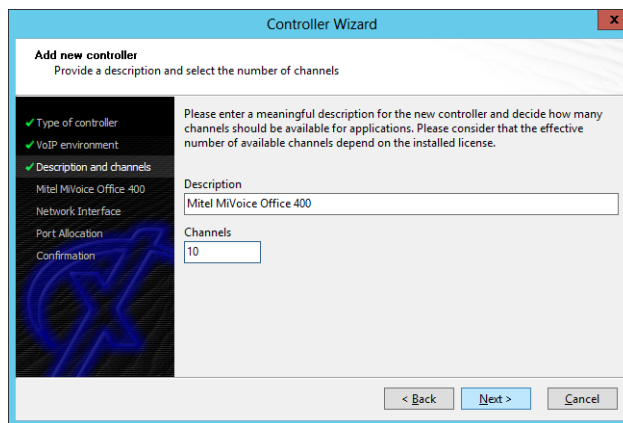 Controller Wizard
x
Add new controller
Provide a description and select the number of channels
✓ Type of controller
✓ VoIP environment
✓ Description and channels
Mitel MiVoice Office 400
Network Interface
Port Allocation
Confirmation
Please enter a meaningful description for the new controller and decide how many
channels should be available for applications. Please consider that the effective
number of available channels depend on the installed license.
Description
Mitel MiVoice Office 400
Channels
10
< Back
Next >
Cancel